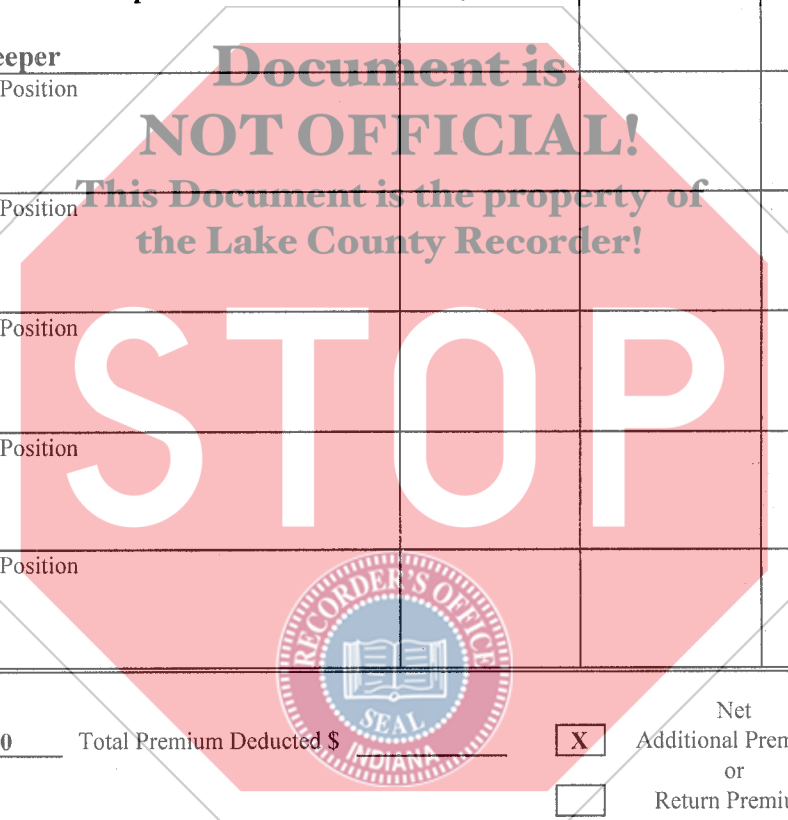 eeper
Document is
Position
NOT OFFICIAL!
This Document is the property of
Position
the Lake County Recorder!
Position
STOP
Position
Position
RECORDER'S OFFICE
SEAL
INDIANA
Net
0 Total Premium Deducted $ X Additional Prem
or
Return Premiu